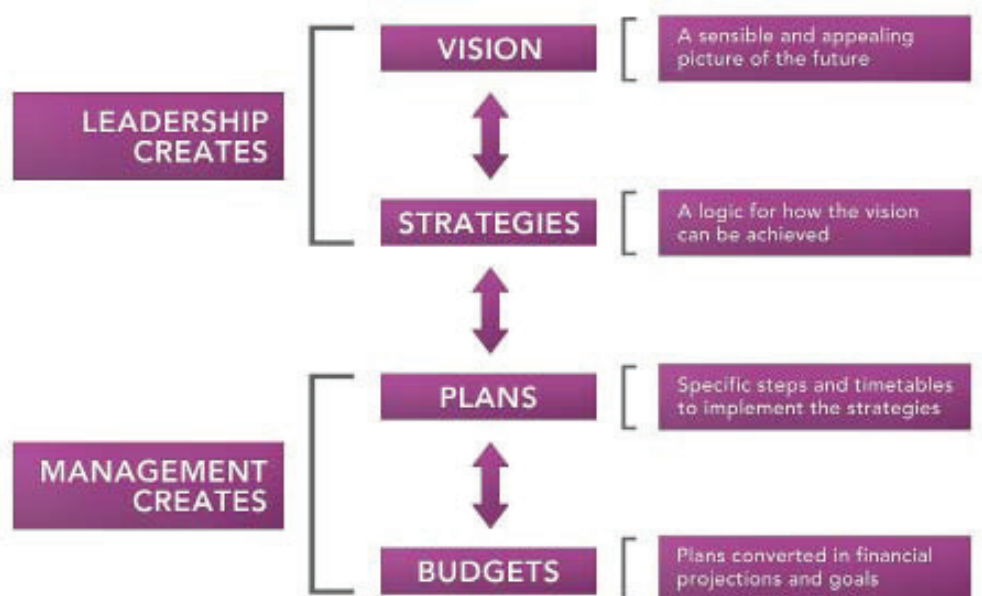 VISION
A sensible and appealing
picture of the future
LEADERSHIP
CREATES
STRATEGIES
A logic for how the vision
can be achieved
PLANS
Specific steps and timetables
to implement the strategies
MANAGEMENT
CREATES
BUDGETS
Plans converted in financial
projections and goals